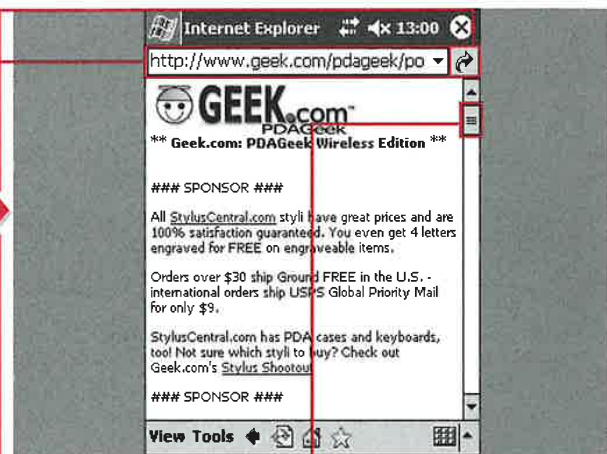 Internet Explorer 13:00
http://www.geek.com/pdageek/po
GEEK.com™
PDAGeek
** Geek.com: PDAGeek Wireless Edition **
### SPONSOR ###
All StylusCentral.com styli have great prices and are
100% satisfaction guaranteed. You even get 4 letters
engraved for FREE on engraveable items.
Orders over $30 ship Ground FREE in the U.S. -
international orders ship USPS Global Priority Mail
for only $9.
StylusCentral.com has PDA cases and keyboards,
too! Not sure which styli to buy? Check out
Geek.com's Stylus Shootout
### SPONSOR ###
View Tools